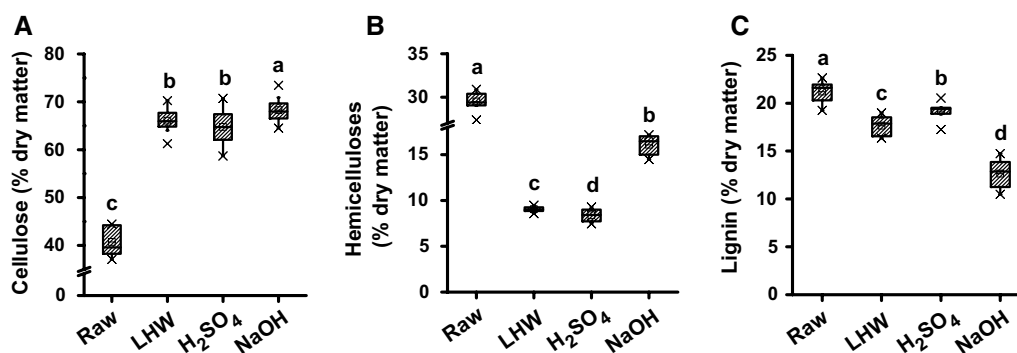 A
Cellulose (% dry matter)
80
70
60
50
40
0
c
b
b
a
Raw
LHW
H₂SO₄
NaOH
B
Hemicelluloses
(% dry matter)
35
30
15
10
5
0
a
c
d
b
Raw
LHW
H₂SO₄
NaOH
C
Lignin (% dry matter)
25
20
15
10
5
0
a
c
b
d
Raw
LHW
H₂SO₄
NaOH